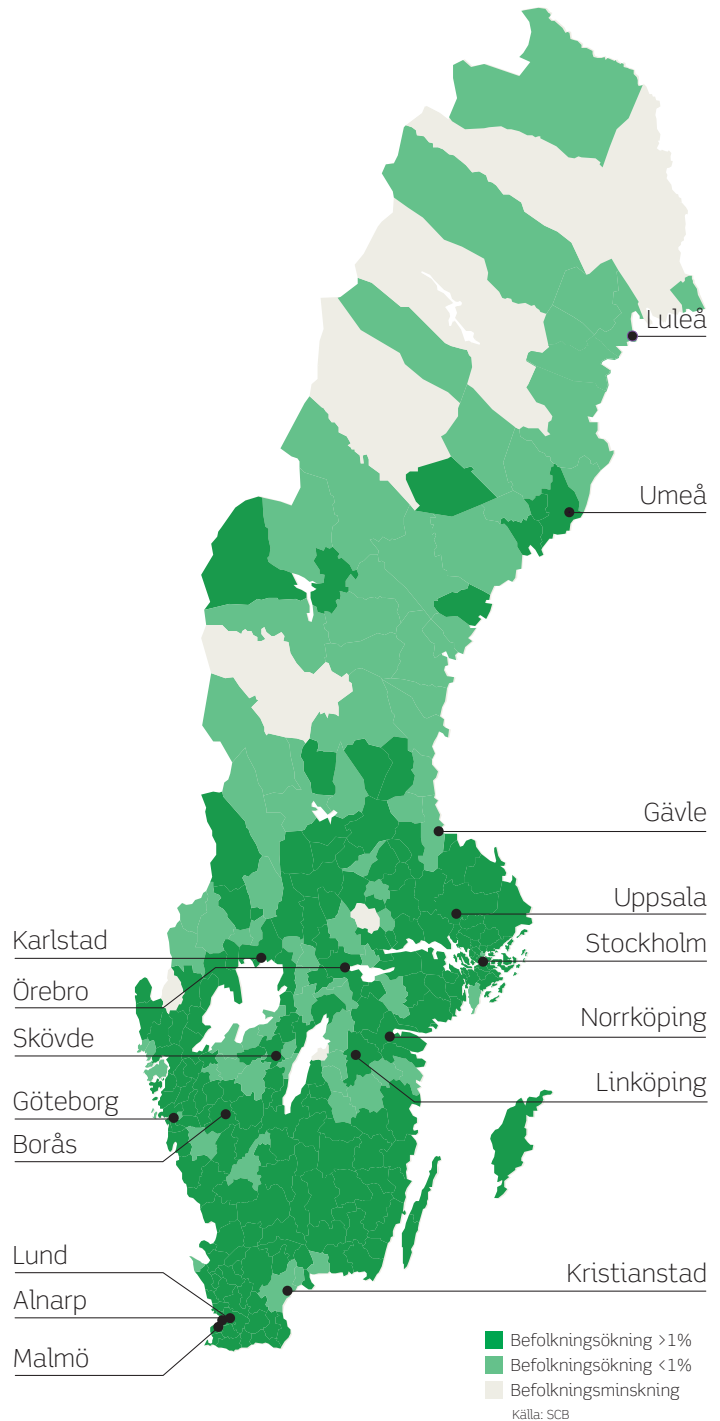 Luleå
Umeå
Gävle
Uppsala
Karlstad
Stockholm
Örebro
Norrköping
Skövde
Linköping
Göteborg
Borås
Lund
Kristianstad
Alnarp
Malmö
Befolkningsökning >1%
Befolkningsökning <1%
Befolkningsminskning
Källa: SCB